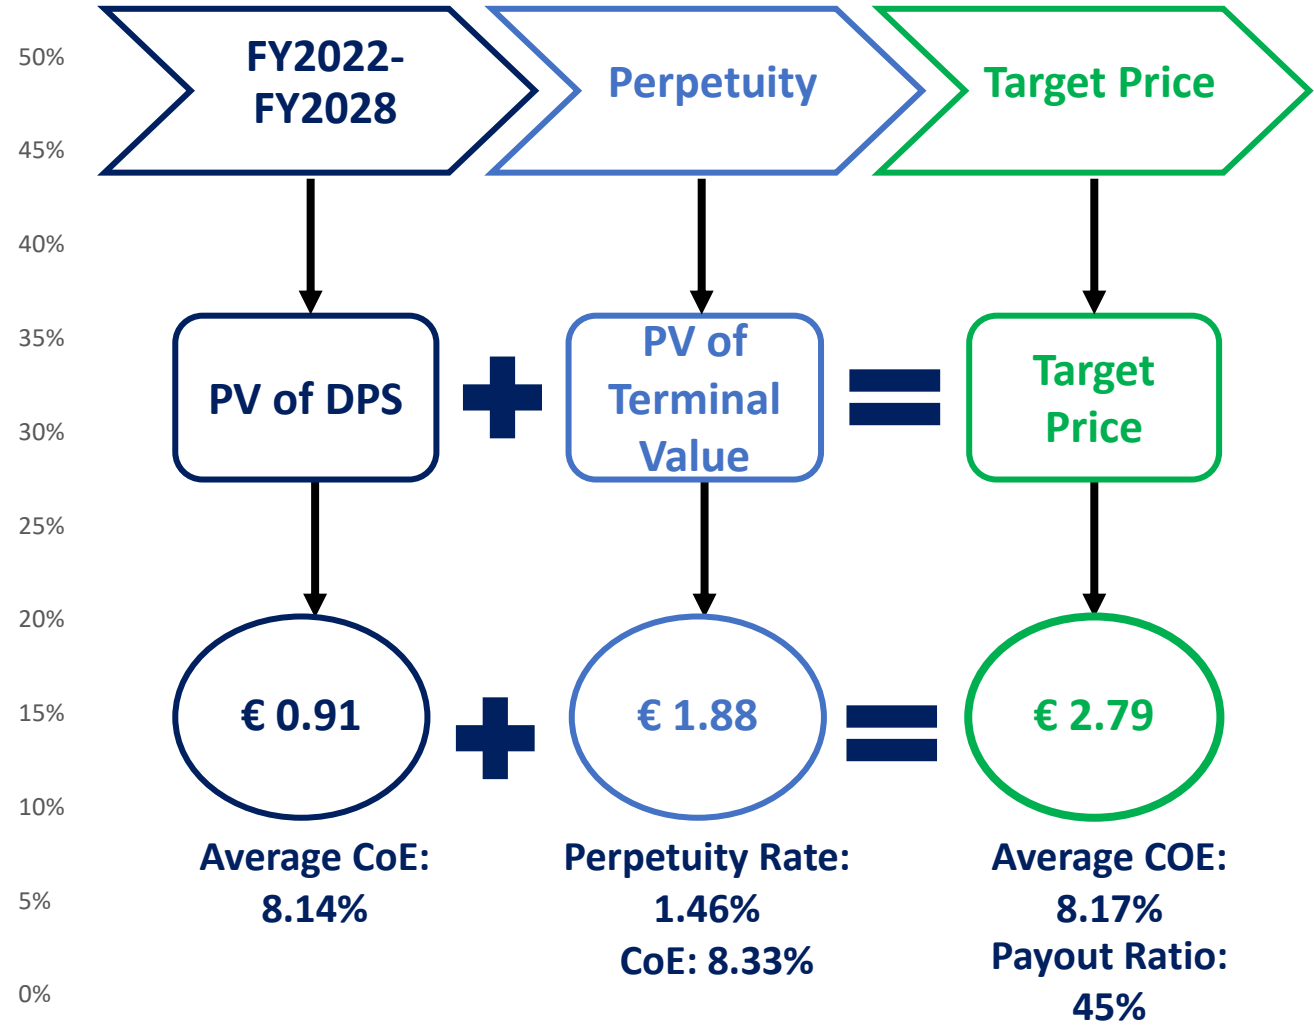 50%
45%
40%
35%
30%
25%
20%
15%
10%
5%
0%
FY2022-
FY2028
Perpetuity
Target Price
PV of DPS
PV of
Terminal
Value
Target
Price
€ 0.91
€ 1.88
€ 2.79
Average CoE:
8.14%
Perpetuity Rate:
1.46%
CoE: 8.33%
Average COE:
8.17%
Payout Ratio:
45%